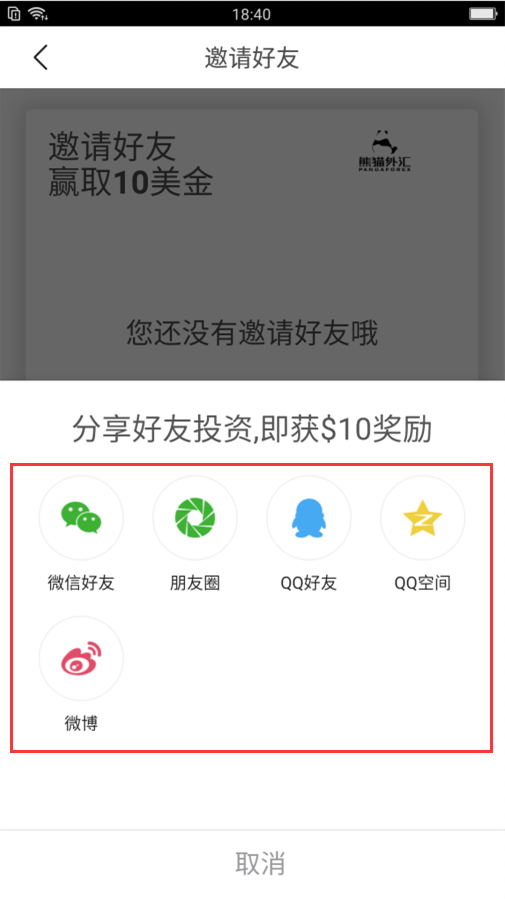 18:40
邀请好友
邀请好友
赢取10美金
熊猫外汇
PANDAFOREX
您还没有邀请好友哦
分享好友投资,即获$10奖励
微信好友
朋友圈
QQ好友
QQ空间
微博
取消